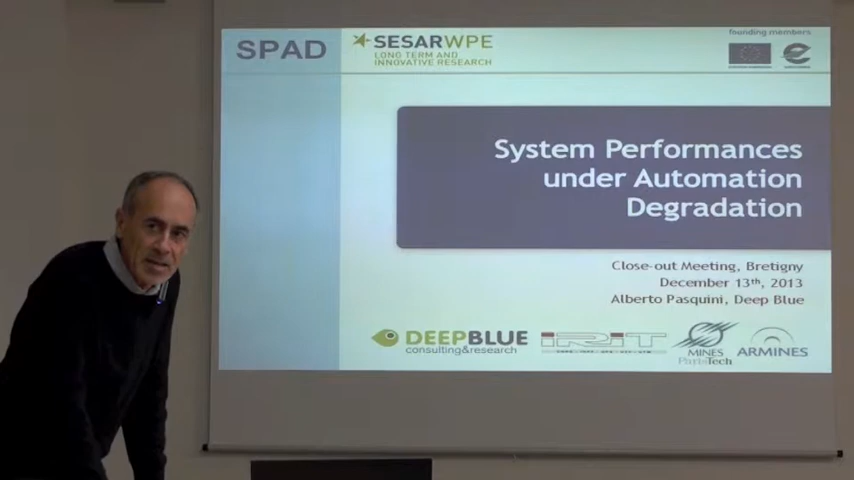 SPAD
SESARWPE
LONG TERM AND
INNOVATIVE RESEARCH
founding members
System Performances
under Automation
Degradation
Close-out Meeting, Bretigny
December 13th, 2013
Alberto Pasquini, Deep Blue
DEEPBLUE
consulting&research
IRIT
MINES
ParisTech
ARMINES